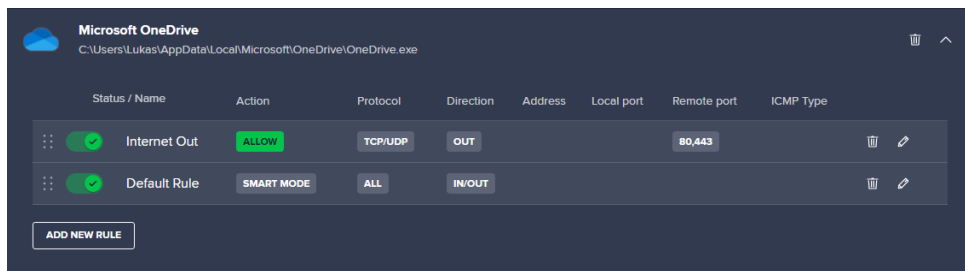 Microsoft OneDrive
C:\Users\Lukas\AppData\Local\Microsoft\OneDrive\OneDrive.exe
Status / Name Action Protocol Direction Address Local port Remote port ICMP Type
Internet Out ALLOW TCP/UDP OUT 80,443
Default Rule SMART MODE ALL IN/OUT
ADD NEW RULE